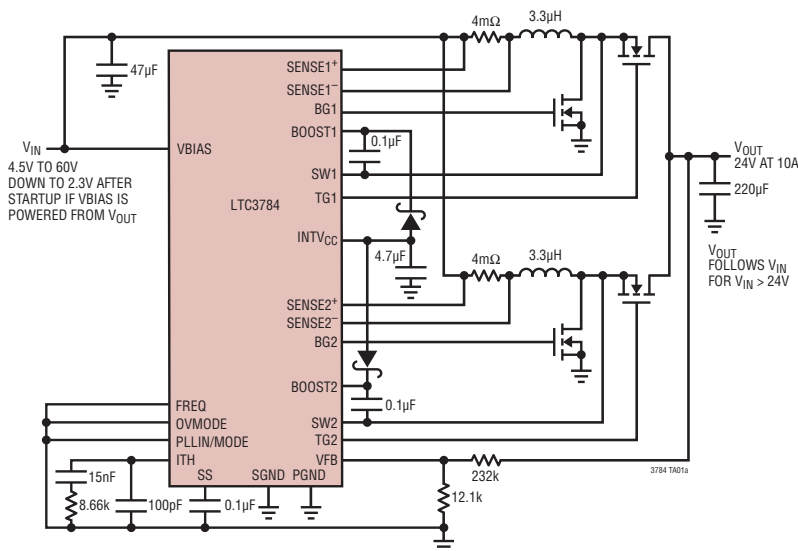 4mΩ
3.3µH
47µF
SENSE1+
SENSE1–
BG1
BOOST1
0.1µF
VIN
4.5V TO 60V
DOWN TO 2.3V AFTER
STARTUP IF VBIAS IS
POWERED FROM VOUT
VBIAS
LTC3784
SW1
TG1
VOUT
24V AT 10A
220µF
VOUT
FOLLOWS VIN
FOR VIN > 24V
INTVCC
4.7µF
4mΩ
3.3µH
SENSE2+
SENSE2–
BG2
BOOST2
0.1µF
FREQ
OVMODE
PLLIN/MODE
ITH
SW2
TG2
VFB
232k
3784 TA01a
15nF
8.66k
100pF
SS
0.1µF
SGND
PGND
12.1k